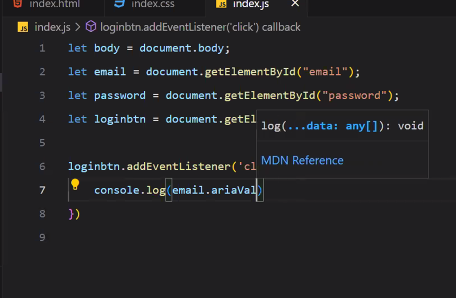 index.html index.css JS index.js ×
JS index.js > loginbtn.addEventListener('click') callback
1 let body = document.body;
2 let email = document.getElementById("email");
3 let password = document.getElementById("password");
4 let loginbtn = document.getEl
log(...data: any[]): void
5
MDN Reference
6 loginbtn.addEventListener('cl
7 console.log(email.ariaVal)
8 })
9